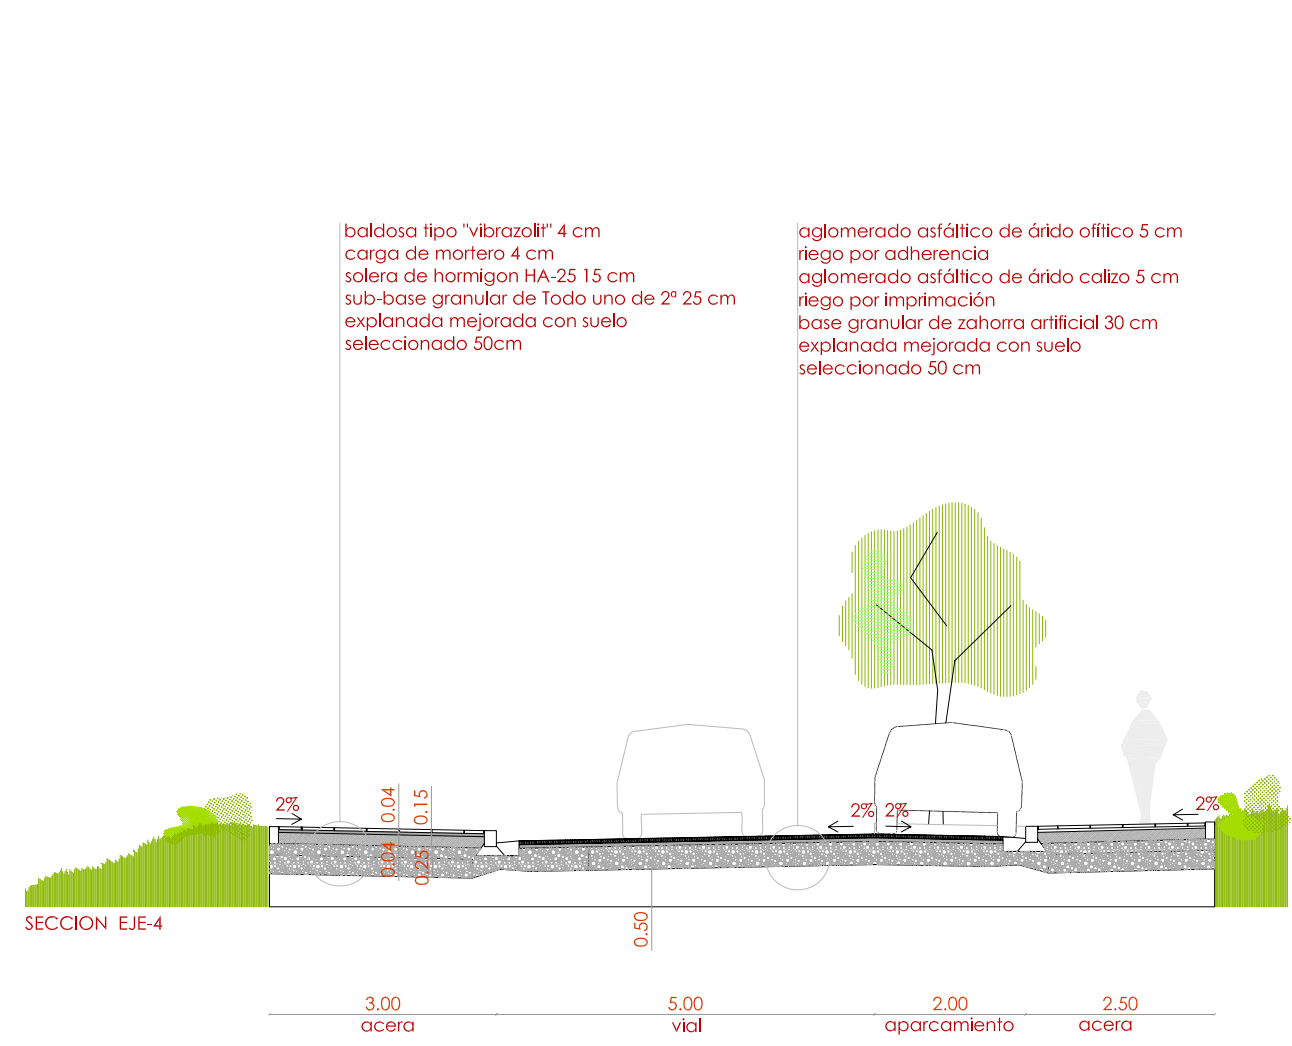 baldosa tipo "vibrazolit" 4 cm
carga de mortero 4 cm
solera de hormigon HA-25 15 cm
sub-base granular de Todo uno de 2ª 25 cm
explanada mejorada con suelo
seleccionado 50cm
aglomerado asfáltico de árido ofítico 5 cm
riego por adherencia
aglomerado asfáltico de árido calizo 5 cm
riego por imprimación
base granular de zahorra artificial 30 cm
explanada mejorada con suelo
seleccionado 50 cm
2%
0.04
0.15
2%
2%
2%
0.04
0.25
0.50
SECCION EJE-4
3.00
acera
5.00
vial
2.00
aparcamiento
2.50
acera